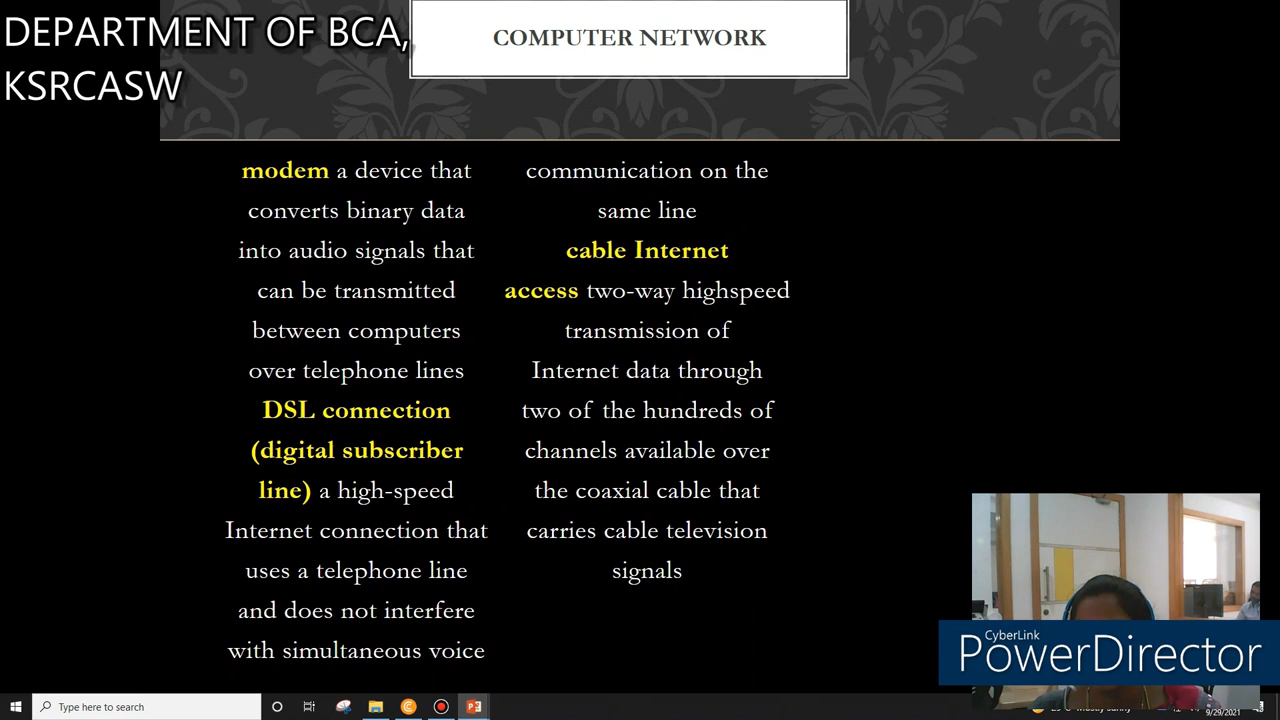 DEPARTMENT OF BCA,
KSRCASW
COMPUTER NETWORK
modem a device that
converts binary data
into audio signals that
can be transmitted
between computers
over telephone lines
DSL connection
(digital subscriber
line) a high-speed
Internet connection that
uses a telephone line
and does not interfere
with simultaneous voice
communication on the
same line
cable Internet
access two-way highspeed
transmission of
Internet data through
two of the hundreds of
channels available over
the coaxial cable that
carries cable television
signals
CyberLink
PowerDirector
Type here to search
9/29/2021